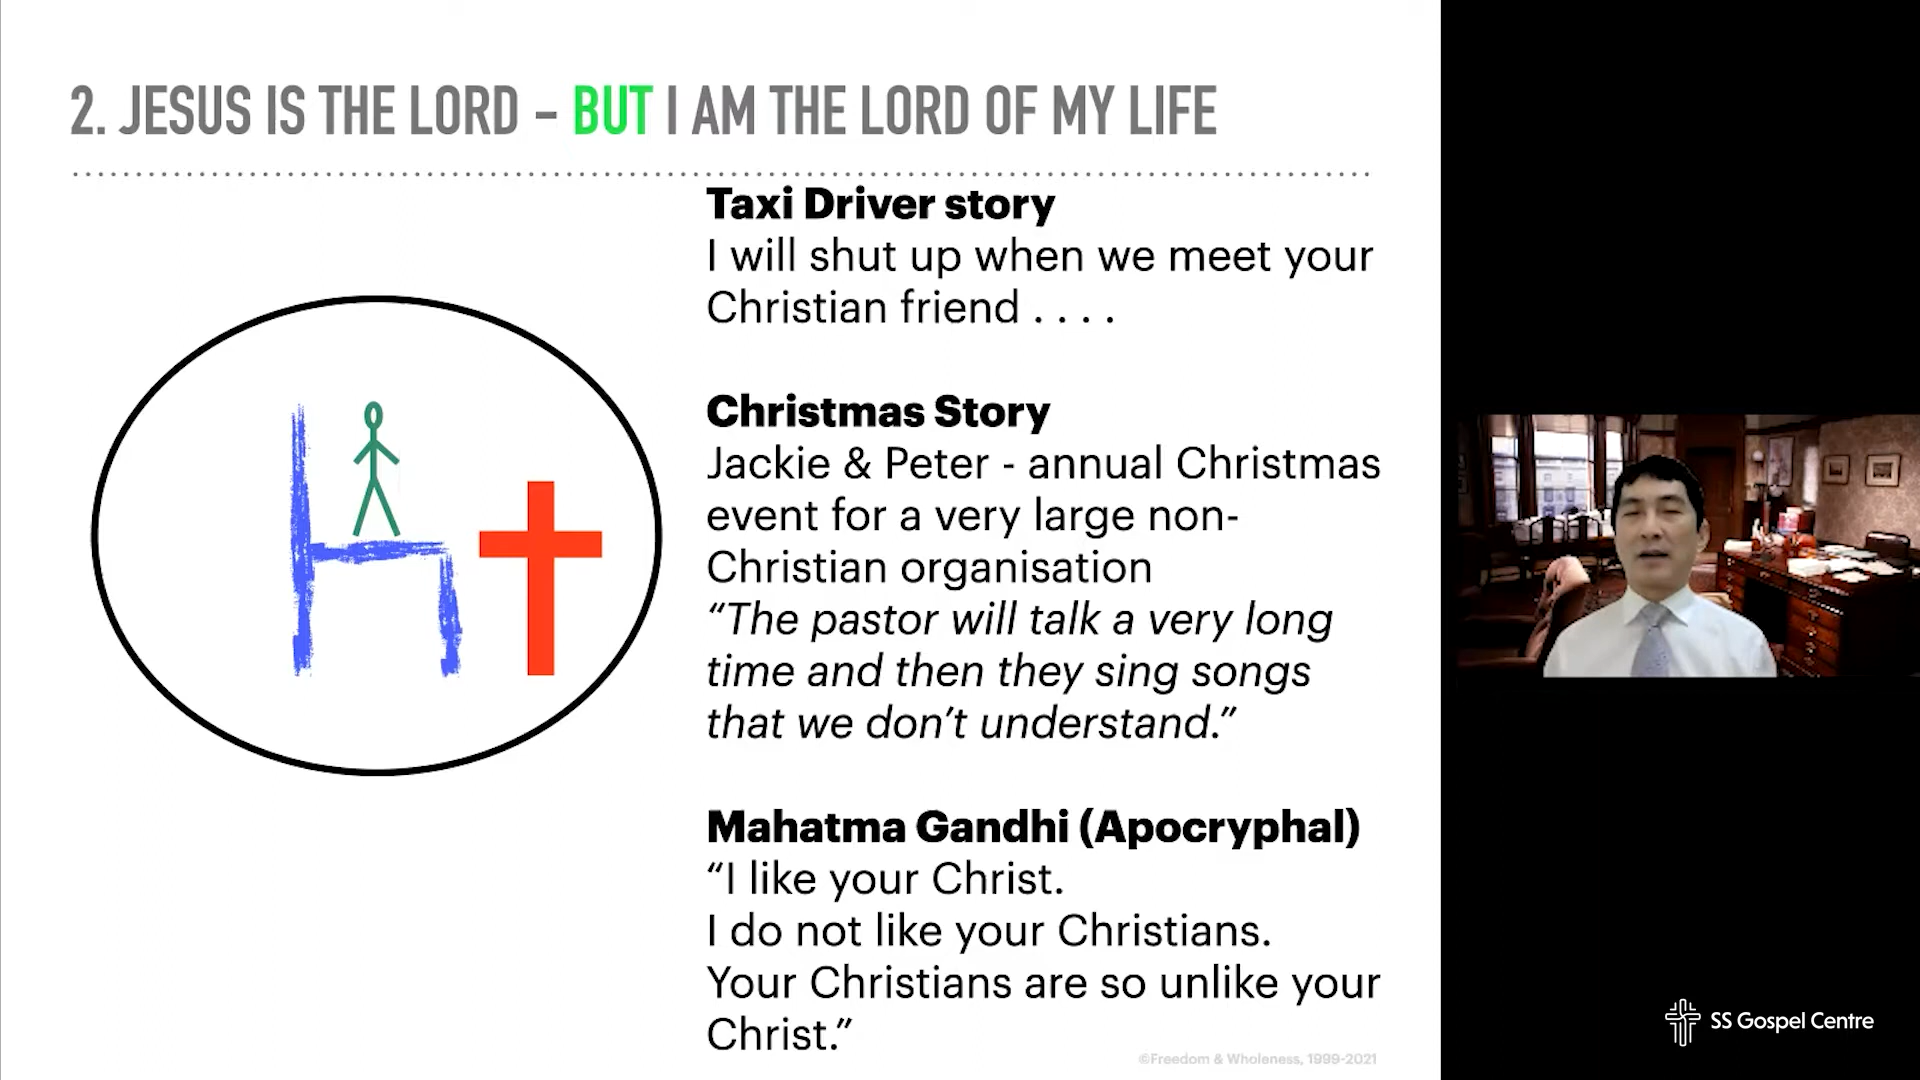 2. JESUS IS THE LORD – BUT I AM THE LORD OF MY LIFE
Taxi Driver story
I will shut up when we meet your
Christian friend . . . .
Christmas Story
Jackie & Peter - annual Christmas
event for a very large non-
Christian organisation
“The pastor will talk a very long
time and then they sing songs
that we don’t understand.”
Mahatma Gandhi (Apocryphal)
“I like your Christ.
I do not like your Christians.
Your Christians are so unlike your
Christ.”
©Freedom & Wholeness, 1999-2021
SS Gospel Centre